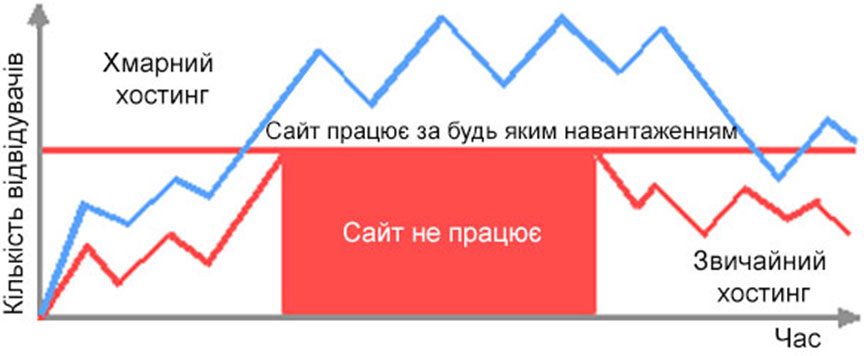 Кількість відвідувачів
Хмарний
хостинг
Сайт працює за будь яким навантаженням
Сайт не працює
Звичайний
хостинг
Час